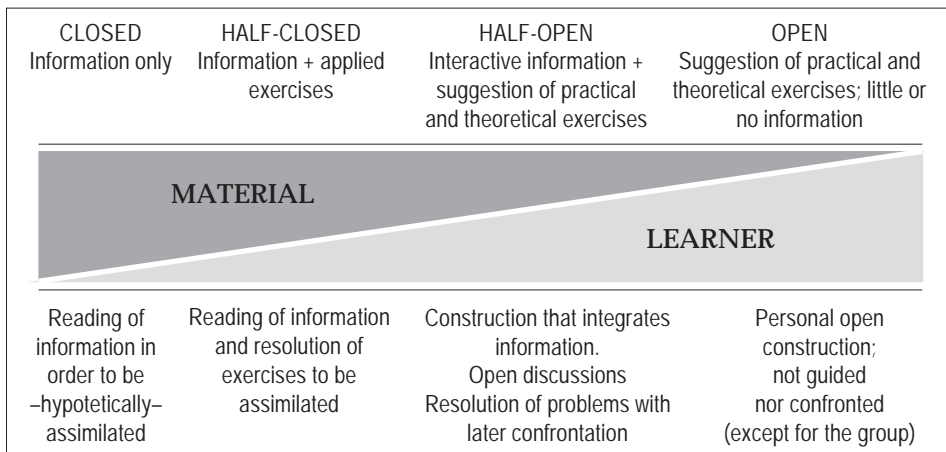 CLOSED
Information only
HALF-CLOSED
Information + applied
exercises
HALF-OPEN
Interactive information +
suggestion of practical
and theoretical exercises
OPEN
Suggestion of practical and
theoretical exercises; little or
no information
MATERIAL
LEARNER
Reading of
information in
order to be
–hypotetically–
assimilated
Reading of information
and resolution of
exercises to be
assimilated
Construction that integrates
information.
Open discussions
Resolution of problems with
later confrontation
Personal open
construction;
not guided
nor confronted
(except for the group)